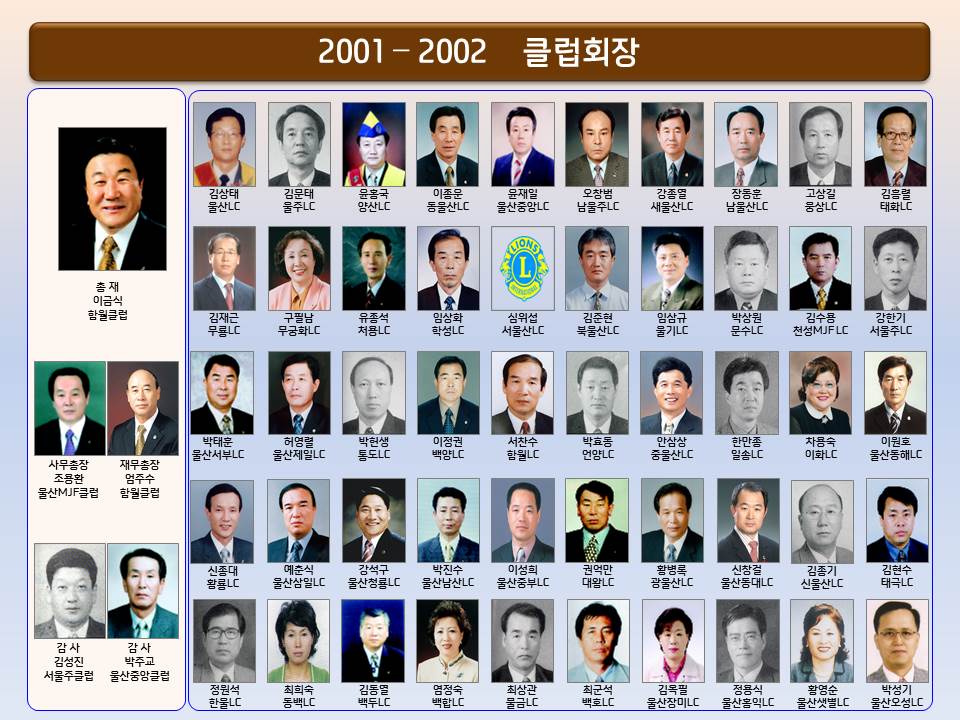 2001 – 2002 클럽회장
총 재
이금식
함월클럽
사무총장
조용환
울산MJF클럽
재무총장
엄주수
함월클럽
감 사
김성진
서울주클럽
감 사
박주교
울산중앙클럽
김상태
울산LC
김문태
울주LC
윤홍국
양산LC
이종운
동울산LC
윤재일
울산중앙LC
오창범
남울주LC
강종열
새울산LC
장동훈
남울산LC
고상길
웅상LC
김흥렬
태화LC
김재근
무룡LC
구필남
무궁화LC
유종석
처용LC
임상화
학성LC
LIONS
L
INTERNATIONAL
심위섭
서울산LC
김준현
북울산LC
임삼규
울기LC
박상원
문수LC
김수용
천성MJF LC
강한기
서울주LC
박태훈
울산서부LC
허영렬
울산제일LC
박현생
통도LC
이정권
백양LC
서찬수
함월LC
박효동
언양LC
안삼상
중울산LC
한만종
일송LC
차용숙
이화LC
이원호
울산동해LC
신종대
황룡LC
예춘식
울산삼일LC
강석구
울산청룡LC
박진수
울산남산LC
이성희
울산중부LC
권역만
대왕LC
황병록
광울산LC
신창걸
울산동대LC
김종기
신울산LC
김현수
태극LC
정원석
한울LC
최희숙
동백LC
김동열
백두LC
염정숙
백합LC
최상관
물금LC
최군석
백호LC
김옥필
울산장미LC
정용식
울산홍익LC
황영순
울산샛별LC
박성기
울산오성LC